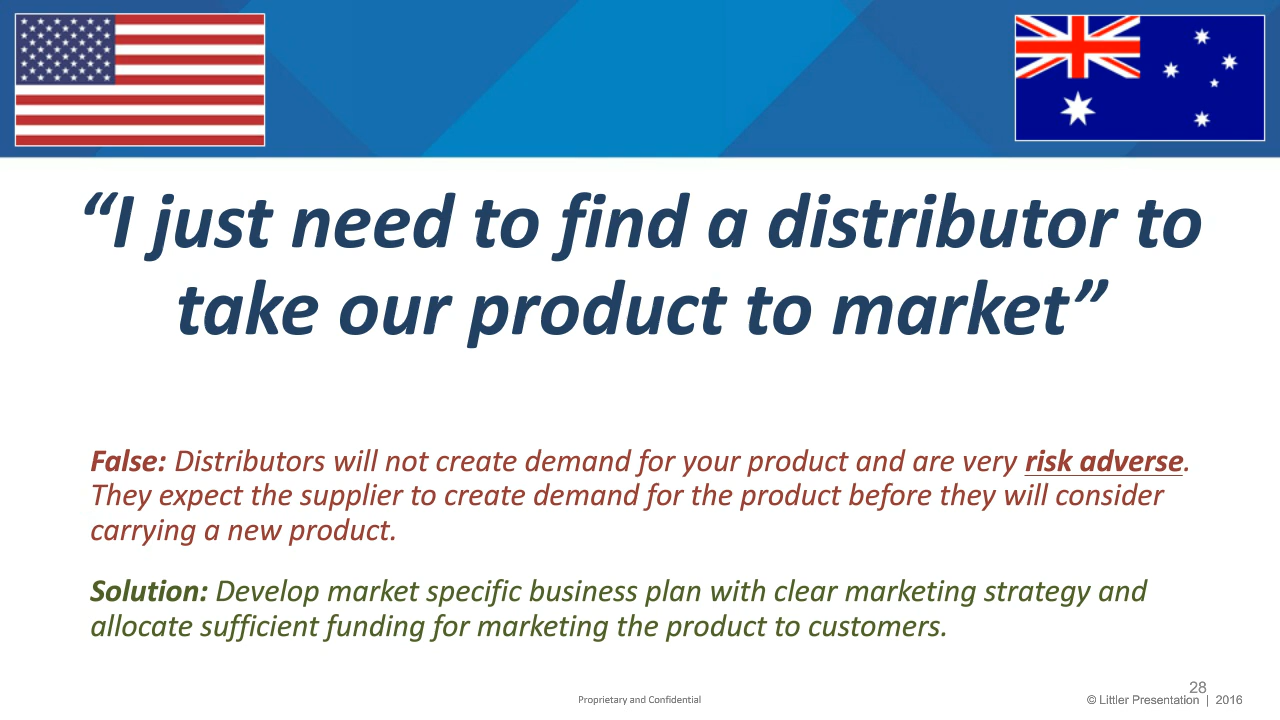 “I just need to find a distributor to
take our product to market”
False: Distributors will not create demand for your product and are very risk adverse.
They expect the supplier to create demand for the product before they will consider
carrying a new product.
Solution: Develop market specific business plan with clear marketing strategy and
allocate sufficient funding for marketing the product to customers.
28
Proprietary and Confidential
© Littler Presentation | 2016